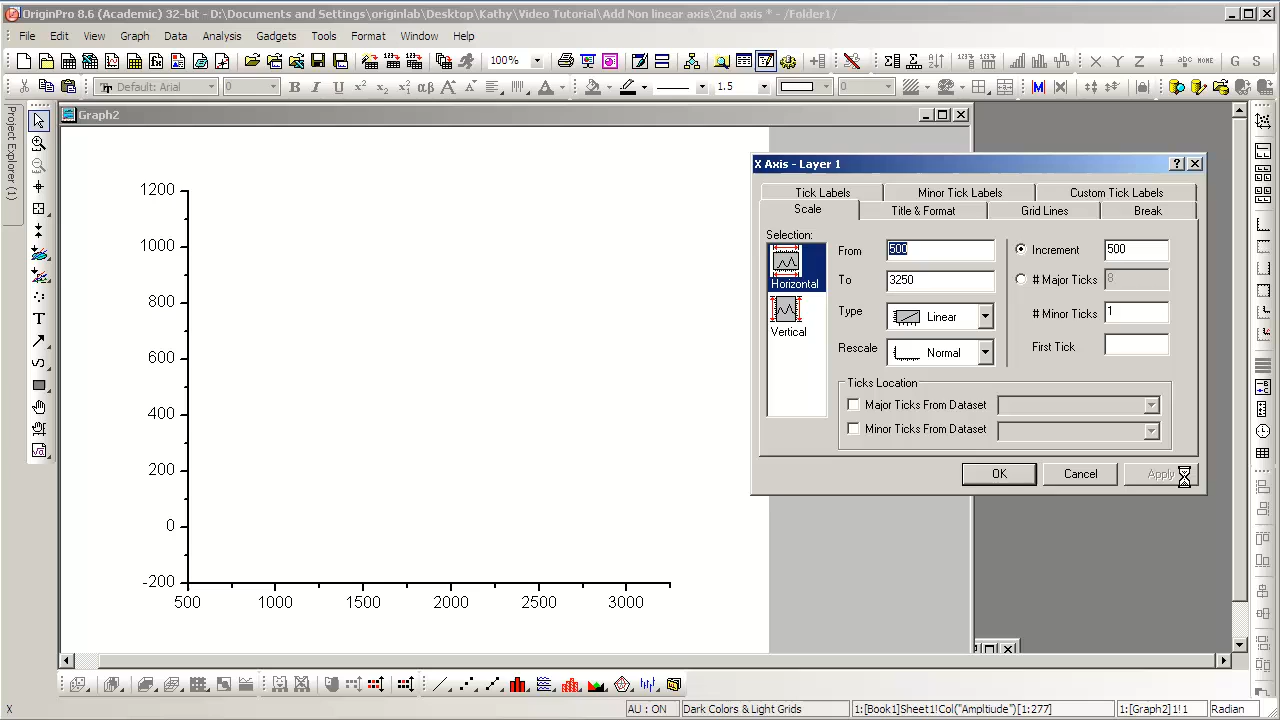 OriginPro 8.6 (Academic) 32-bit - D:\Documents and Settings\originlab\Desktop\Kathy\Video Tutorial\Add Non linear axis\2nd axis * - /Folder1/
File Edit View Graph Data Analysis Gadgets Tools Format Window Help
100%
Default: Arial 0 B I U x² x₂ αβ A A 1.5 0
Project Explorer (1)
Graph2
1200
1000
800
600
400
200
0
-200
500 1000 1500 2000 2500 3000
X Axis - Layer 1
Tick Labels Minor Tick Labels Custom Tick Labels
Scale Title & Format Grid Lines Break
Selection:
Horizontal
Vertical
From 500 Increment 500
To 3250 # Major Ticks 8
Type Linear # Minor Ticks 1
Rescale Normal First Tick
Ticks Location
Major Ticks From Dataset
Minor Ticks From Dataset
OK Cancel Apply
X AU : ON Dark Colors & Light Grids 1:[Book1]Sheet1!Col("Ampltiude")[1:277] 1:[Graph2]1!1 Radian